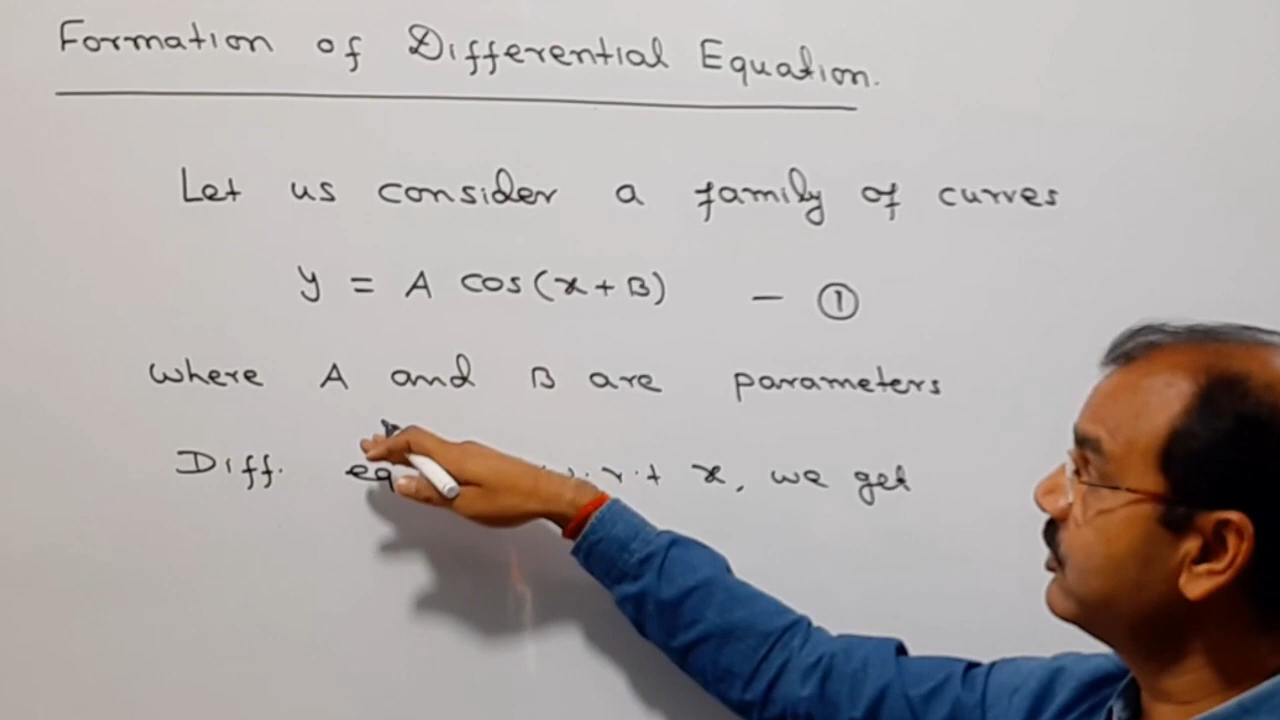 Formation of Differential Equation.
Let us consider a family of curves
y = A cos(x + B) — ①
where A and B are parameters
Diff. w.r.t x, we get